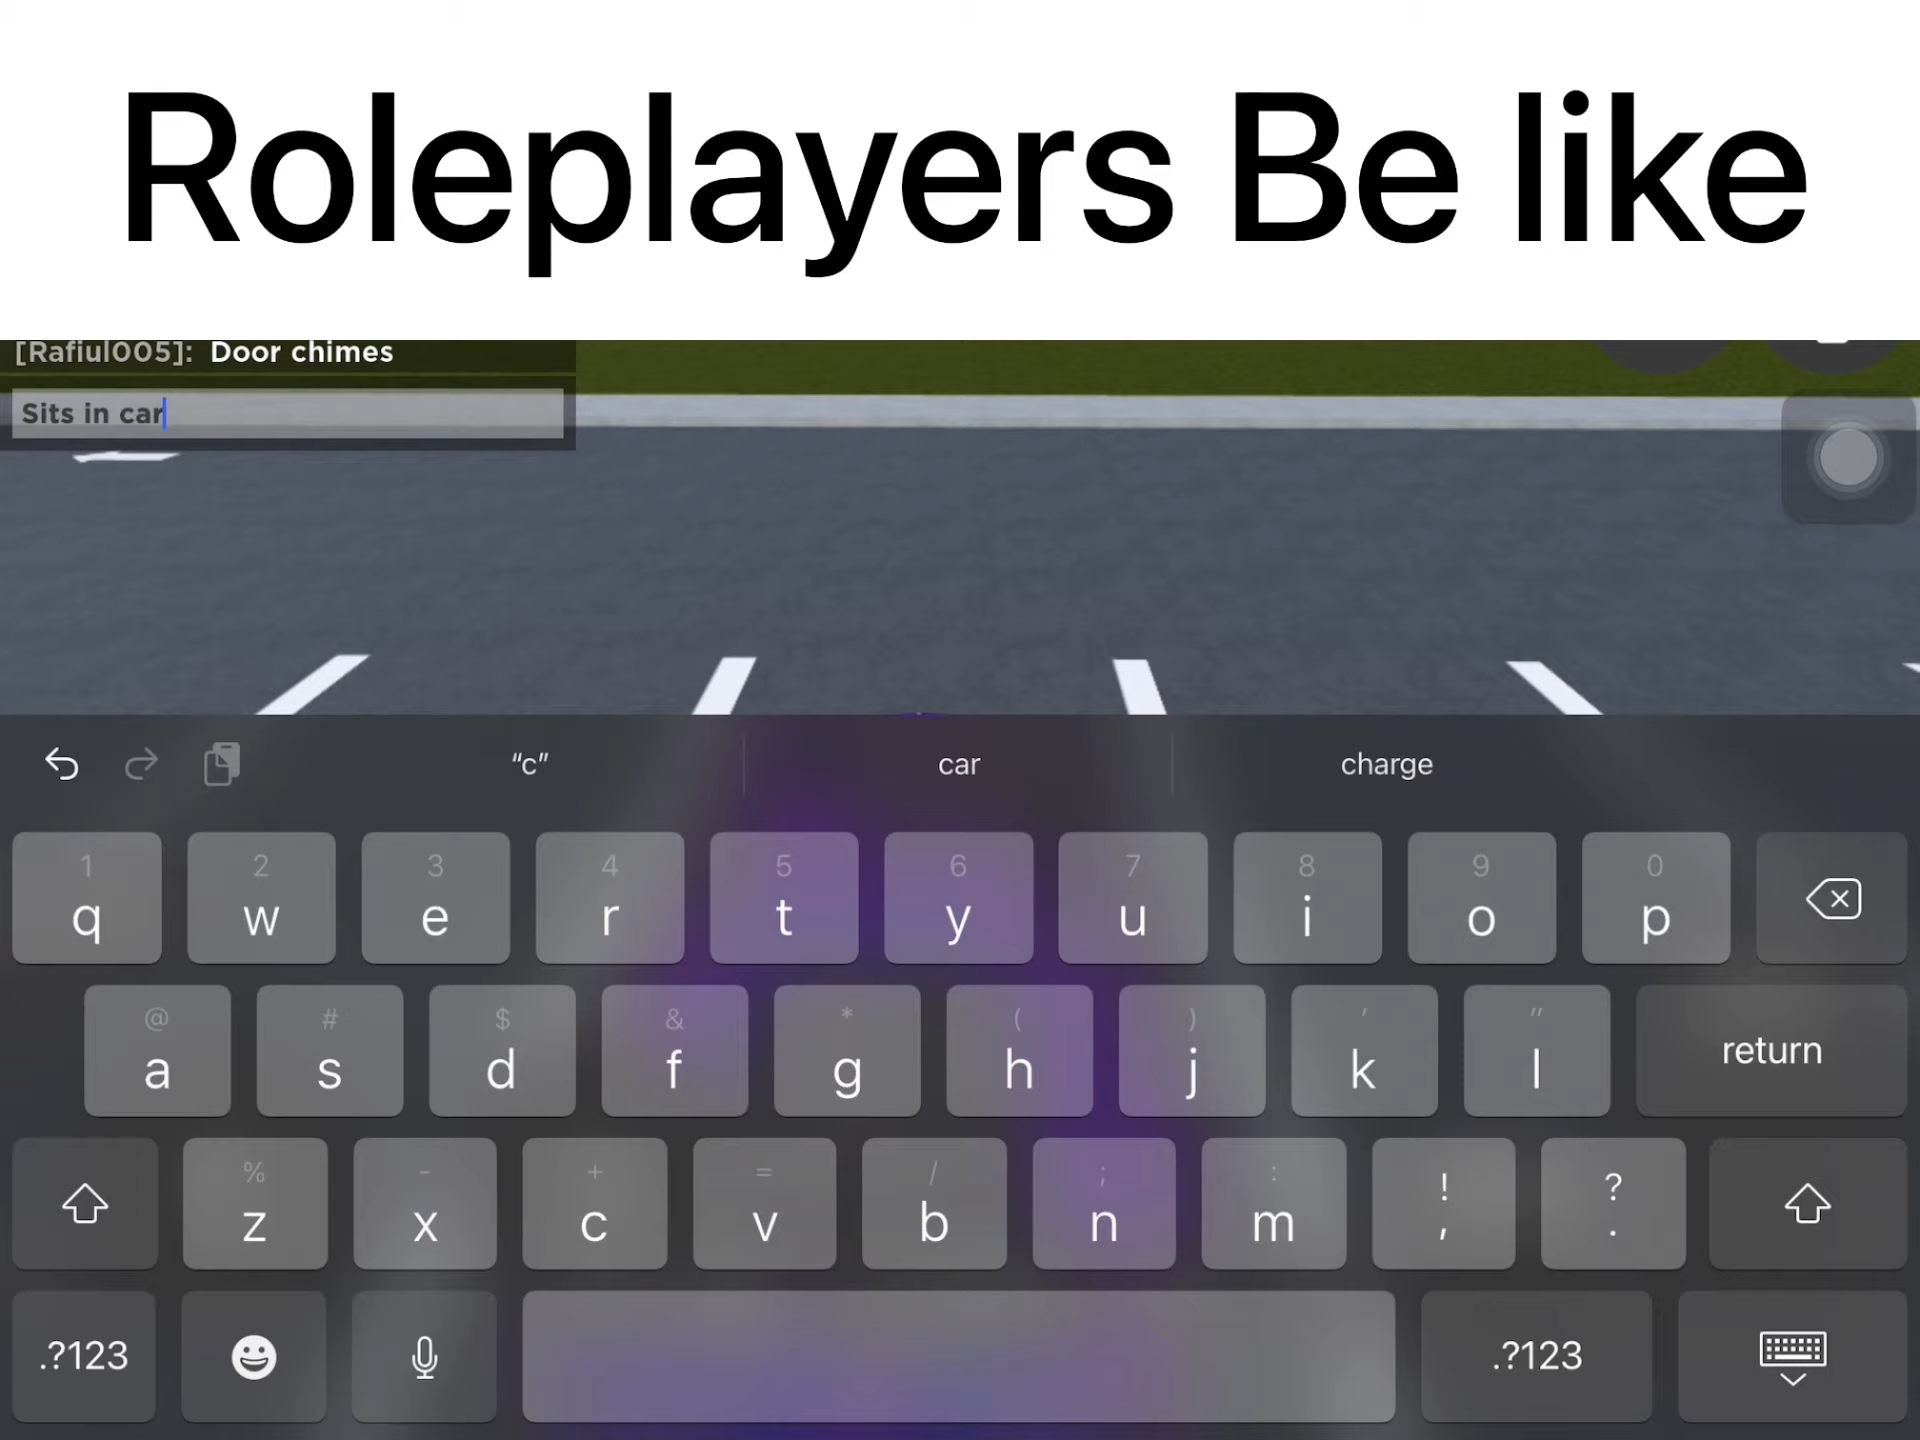 Roleplayers Be like
[Rafiul005]: Door chimes
Sits in car
“c” car charge
1 2 3 4 5 6 7 8 9 0
q w e r t y u i o p
@ # $ & * ( ) ' "
a s d f g h j k l return
% - + = / ; : ! ?
z x c v b n m , .
.?123 .?123